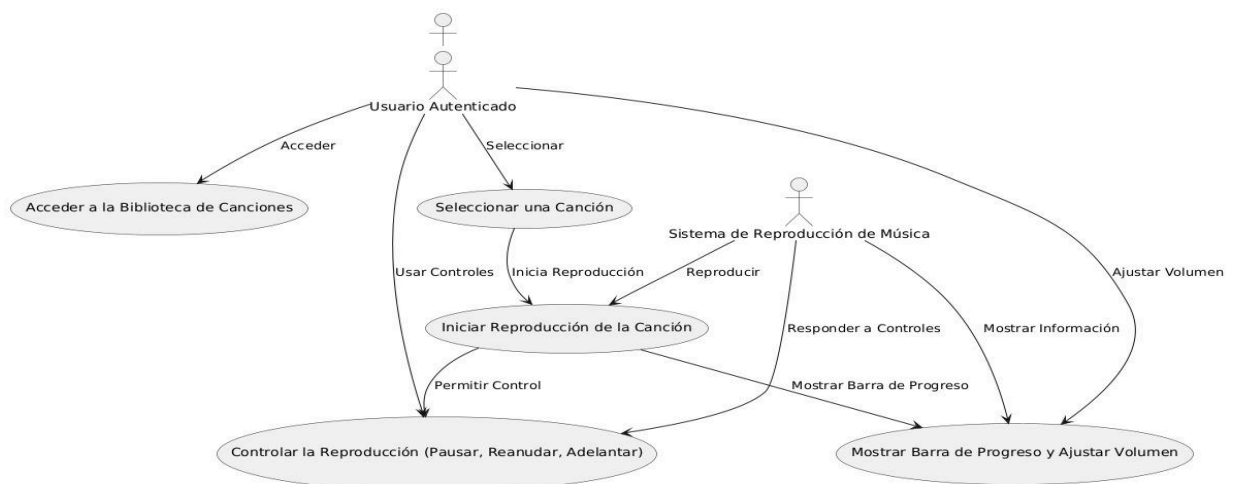 Usuario Autenticado
Acceder
Seleccionar
Acceder a la Biblioteca de Canciones
Seleccionar una Canción
Sistema de Reproducción de Música
Usar Controles
Inicia Reproducción
Reproducir
Ajustar Volumen
Iniciar Reproducción de la Canción
Responder a Controles
Mostrar Información
Permitir Control
Mostrar Barra de Progreso
Controlar la Reproducción (Pausar, Reanudar, Adelantar)
Mostrar Barra de Progreso y Ajustar Volumen